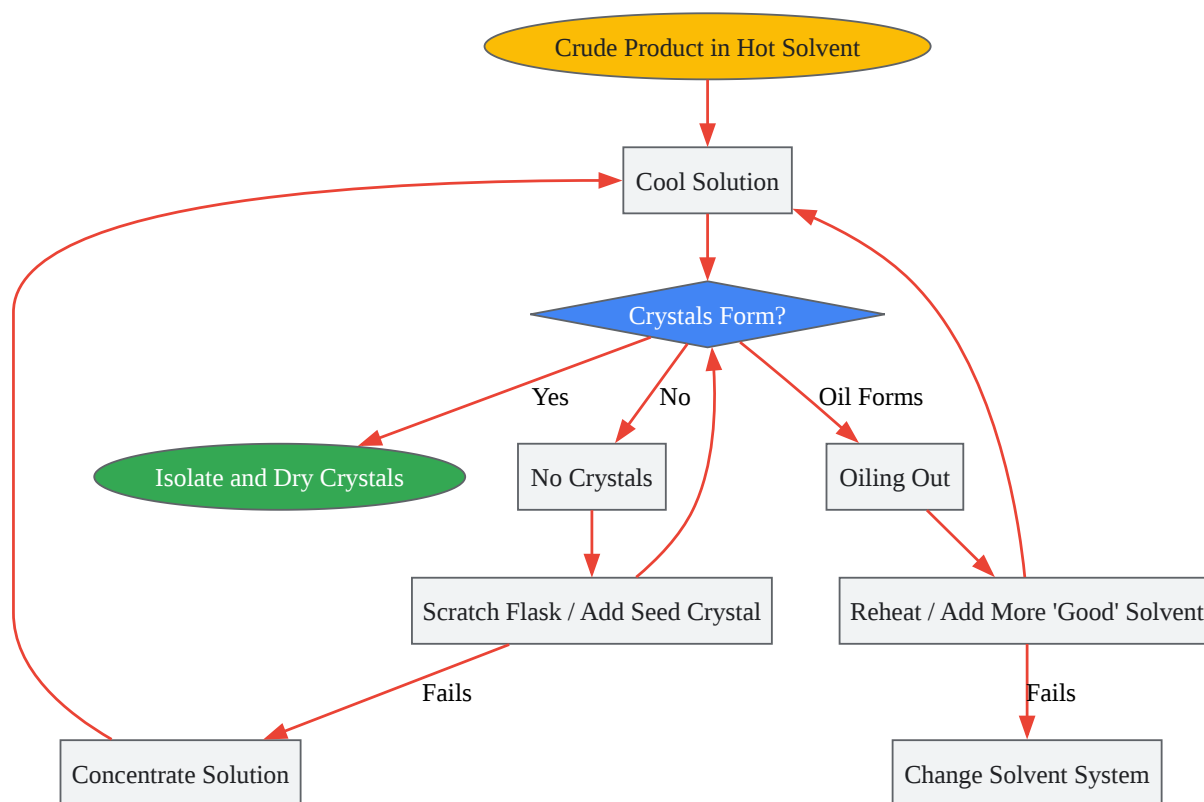 Crude Product in Hot Solvent
Cool Solution
Crystals Form?
Yes
No
Oil Forms
Isolate and Dry Crystals
No Crystals
Oiling Out
Scratch Flask / Add Seed Crystal
Reheat / Add More 'Good' Solvent
Fails
Fails
Concentrate Solution
Change Solvent System